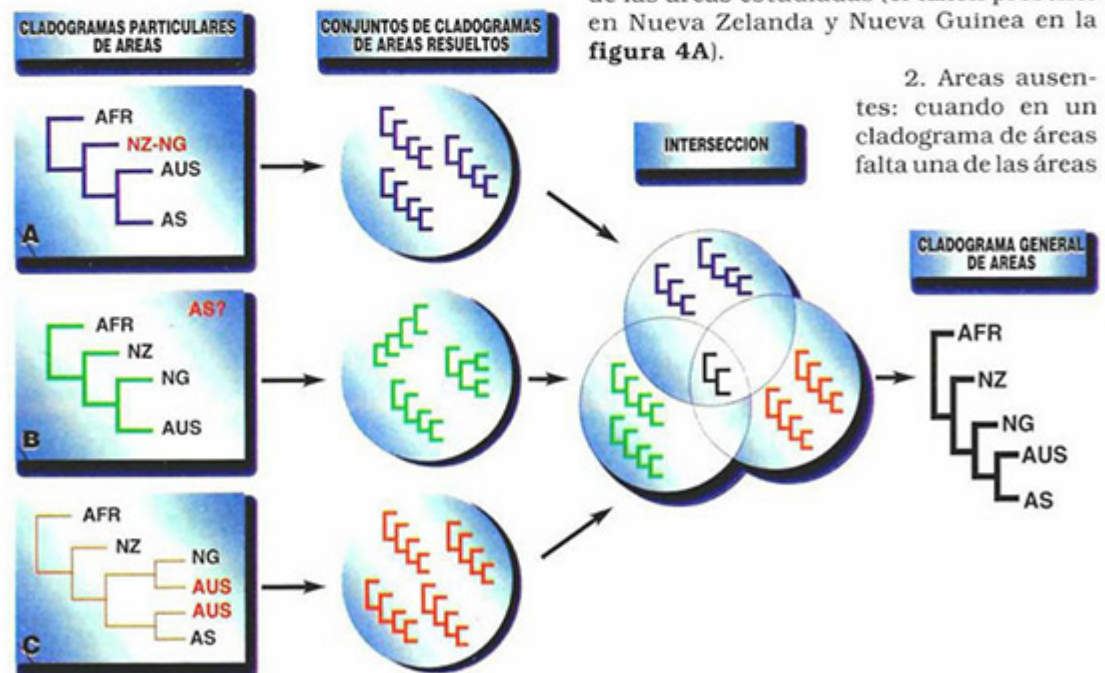 de las áreas estudiadas (el taxón presente
en Nueva Zelanda y Nueva Guinea en la
figura 4A).
2. Areas ausen-
tes: cuando en un
cladograma de áreas
falta una de las áreas
CLADOGRAMAS PARTICULARES
DE AREAS
CONJUNTOS DE CLADOGRAMAS
DE AREAS RESUELTOS
INTERSECCION
CLADOGRAMA GENERAL
DE AREAS
AFR
NZ-NG
AUS
AS
A
AS?
AFR
NZ
NG
AUS
B
AFR
NZ
NG
AUS
AUS
AS
C
AFR
NZ
NG
AUS
AS